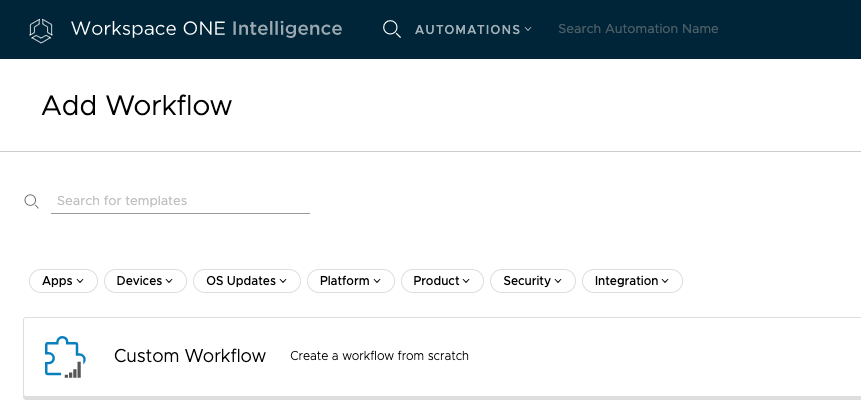 Workspace ONE Intelligence AUTOMATIONS Search Automation Name
Add Workflow
Search for templates
Apps Devices OS Updates Platform Product Security Integration
Custom Workflow Create a workflow from scratch